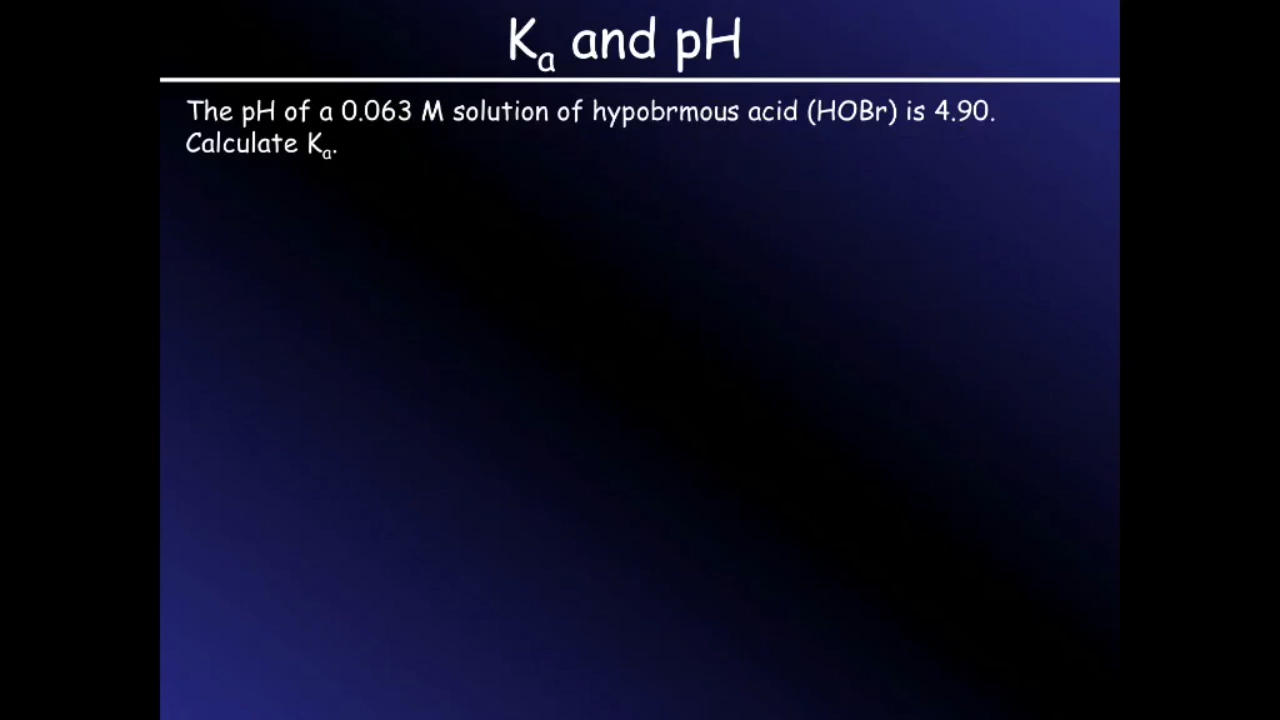 Kₐ and pH
The pH of a 0.063 M solution of hypobrmous acid (HOBr) is 4.90.
Calculate Kₐ.